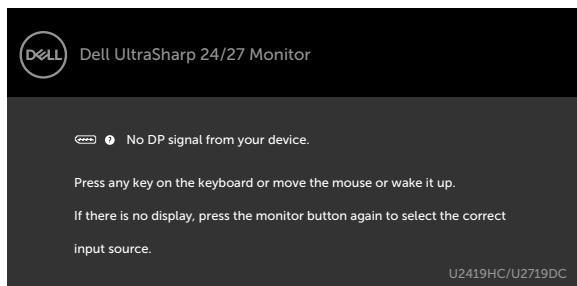 DELL
Dell UltraSharp 24/27 Monitor
? No DP signal from your device.
Press any key on the keyboard or move the mouse or wake it up.
If there is no display, press the monitor button again to select the correct
input source.
U2419HC/U2719DC